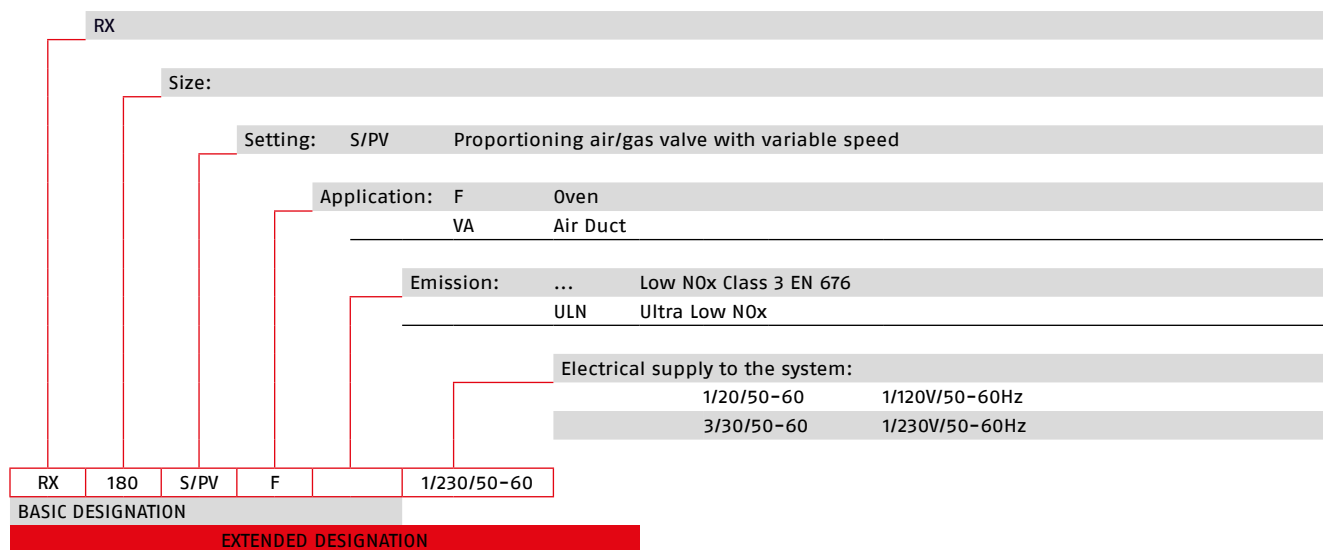 RX
Size:
Setting: S/PV Proportioning air/gas valve with variable speed
Application: F Oven
VA Air Duct
Emission: ... Low NOx Class 3 EN 676
ULN Ultra Low NOx
Electrical supply to the system:
1/20/50-60 1/120V/50-60Hz
3/30/50-60 1/230V/50-60Hz
RX 180 S/PV F 1/230/50-60
BASIC DESIGNATION
EXTENDED DESIGNATION